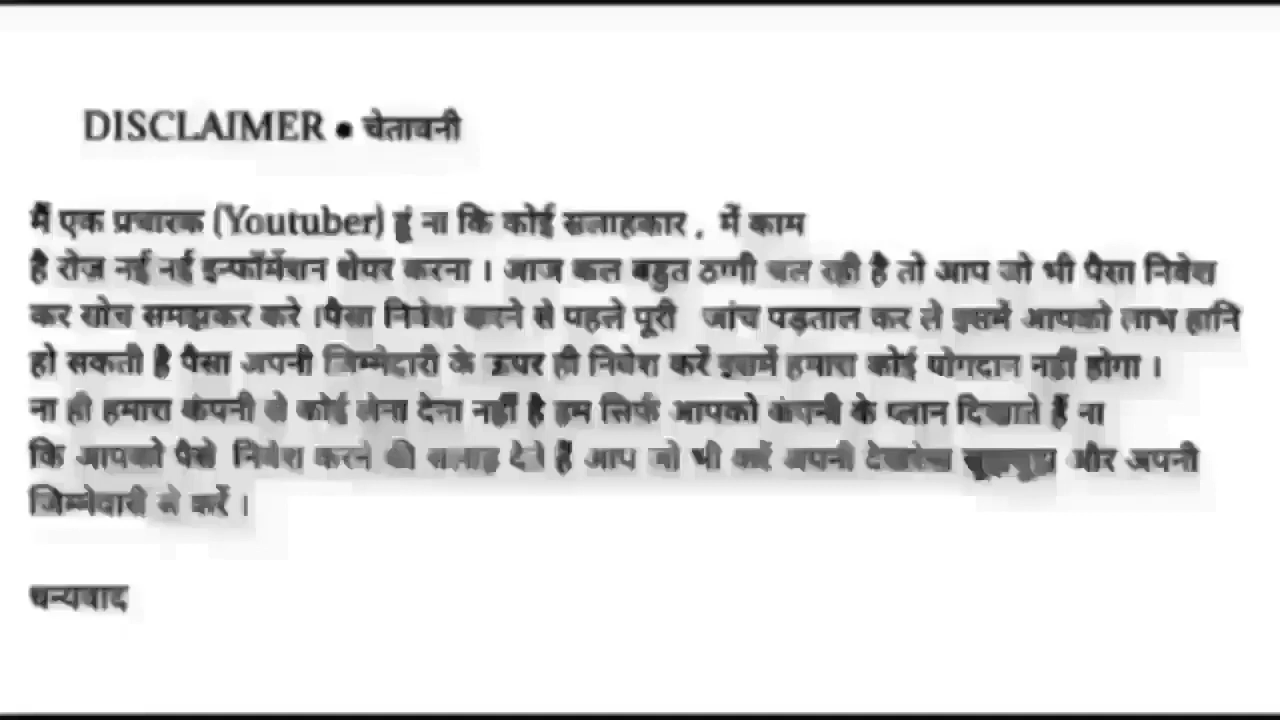 DISCLAIMER • चेतावनी
मैं एक प्रचारक (Youtuber) हूं ना कि कोई सलाहकार , में काम
है रोज नई नई इन्फॉर्मेशन शेयर करना । आज कल बहुत ठगी चल रही है तो आप जो भी पैसा निवेश
कर सोच समझकर करे ।पैसा निवेश करने से पहले पूरी जांच पड़ताल कर ले इसमें आपको लाभ हानि
हो सकती है पैसा अपनी जिम्मेदारी के ऊपर ही निवेश करें इसमें हमारा कोई योगदान नहीं होगा ।
ना ही हमारा कंपनी से कोई लेना देना नहीं है हम सिर्फ आपको कंपनी के प्लान दिखाते हैं ना
कि आपको पैसे निवेश करने की सलाह देते हैं आप जो भी करें अपनी देखरेख और अपनी
जिम्मेदारी से करें ।
धन्यवाद